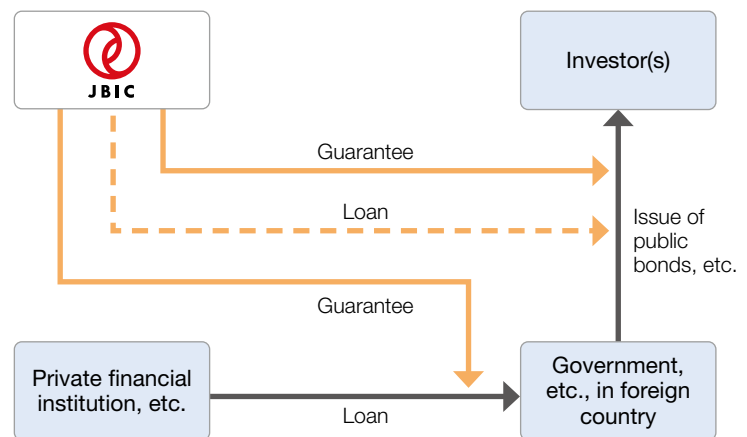 JBIC
Investor(s)
Guarantee
Loan
Issue of
public
bonds, etc.
Guarantee
Private financial
institution, etc.
Loan
Government,
etc., in foreign
country